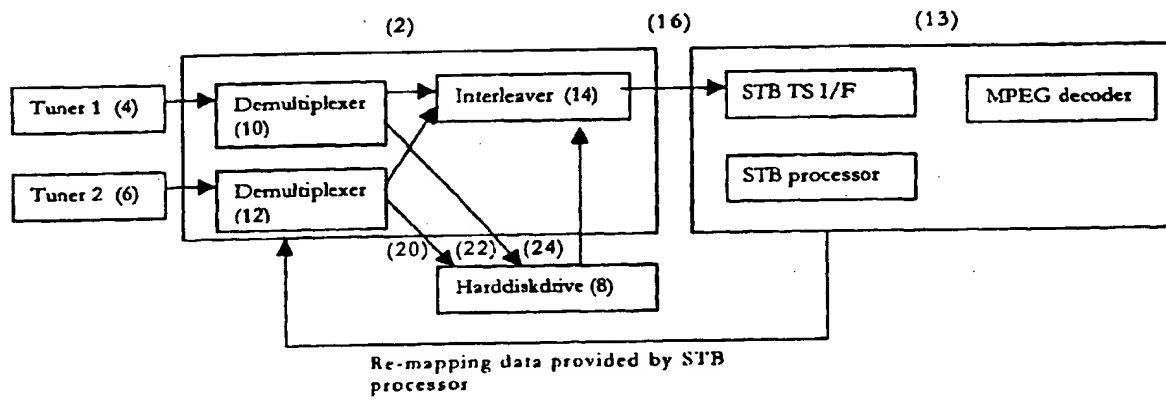 (2)
(16)
(13)
Tuner 1 (4)
Demultiplexer
(10)
Interleaver (14)
STB TS I/F
MPEG decoder
Tuner 2 (6)
Demultiplexer
(12)
STB processor
(20)
(22)
(24)
Harddiskdrive (8)
Re-mapping data provided by STB
processor